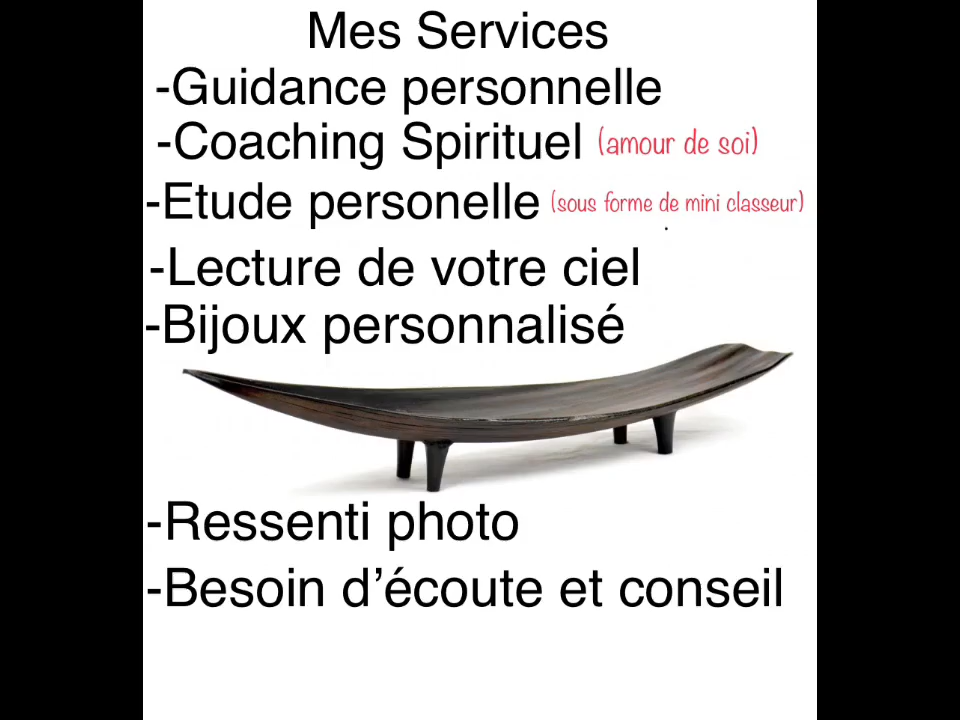 Mes Services
-Guidance personnelle
-Coaching Spirituel (amour de soi)
-Etude personelle (sous forme de mini classeur)
-Lecture de votre ciel
-Bijoux personnalisé
-Ressenti photo
-Besoin d’écoute et conseil